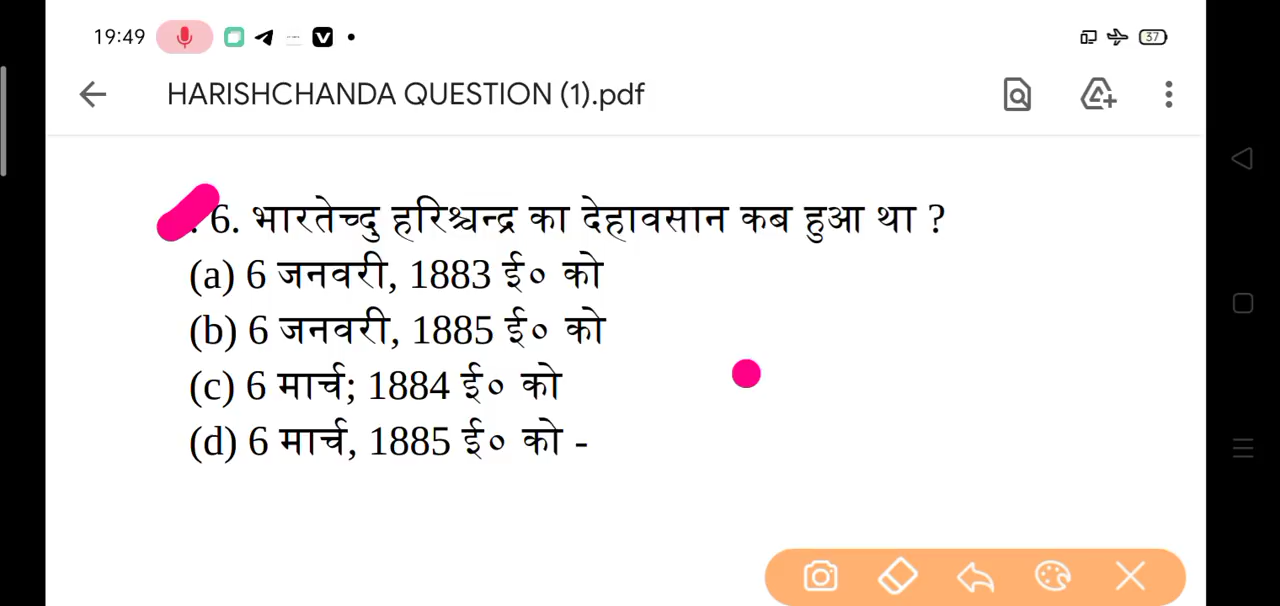 19:49
37
HARISHCHANDA QUESTION (1).pdf
. 6. भारतेच्दु हरिश्चन्द्र का देहावसान कब हुआ था ?
(a) 6 जनवरी, 1883 ई० को
(b) 6 जनवरी, 1885 ई० को
(c) 6 मार्च; 1884 ई० को
(d) 6 मार्च, 1885 ई० को -